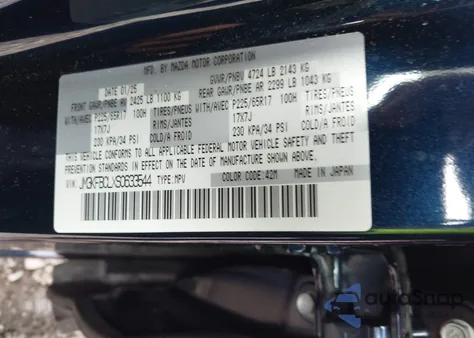 MFD. BY MAZDA MOTOR CORPORATION
DATE 01/25 GVWR/PNBV 4724 LB 2143 KG
FRONT GAWR/PNBE AV 2425 LB 1100 KG REAR GAWR/PNBE AR 2299 LB 1043 KG
WITH/AVEC P225/65R17 100H TIRES/PNEUS WITH/AVEC P225/65R17 100H TIRES/PNEUS
17X7J RIMS/JANTES 17X7J RIMS/JANTES
230 KPA/34 PSI COLD/A FROID 230 KPA/34 PSI COLD/A FROID
THIS VEHICLE CONFORMS TO ALL APPLICABLE FEDERAL MOTOR VEHICLE SAFETY, BUMPER, AND THEFT PREVENTION
STANDARDS IN EFFECT ON THE DATE OF MANUFACTURE SHOWN ABOVE.
VIN: TYPE:MPV COLOR CODE:42M MADE IN JAPAN
autoSnap